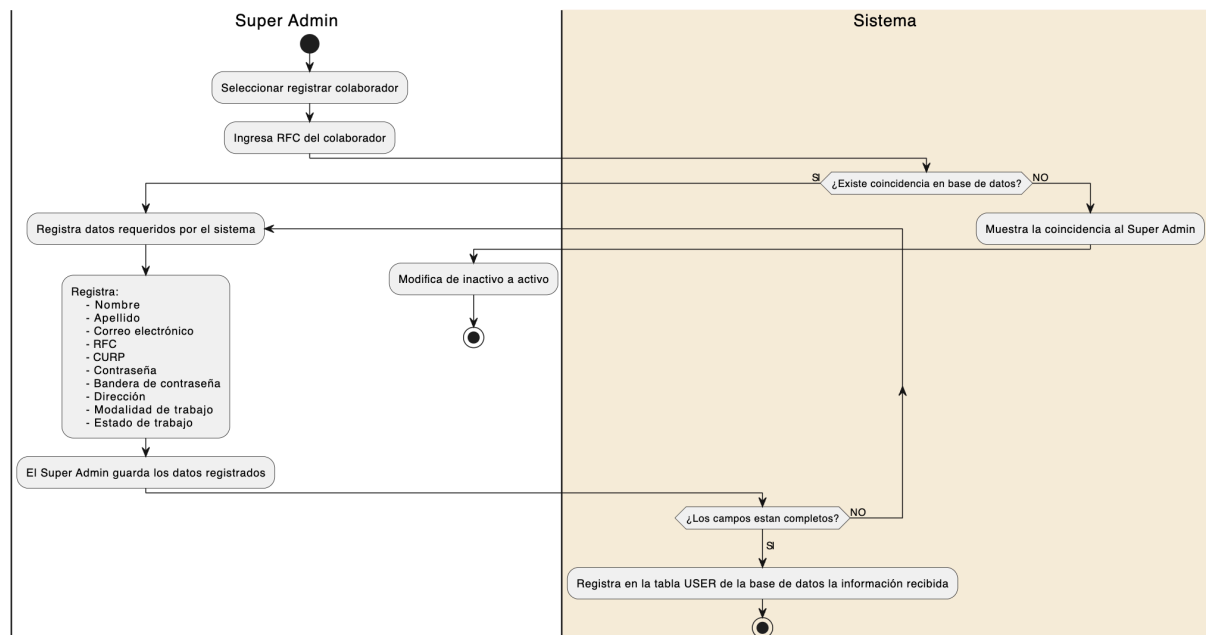 Super Admin
Sistema
Seleccionar registrar colaborador
Ingresa RFC del colaborador
SI
¿Existe coincidencia en base de datos?
NO
Registra datos requeridos por el sistema
Muestra la coincidencia al Super Admin
Modifica de inactivo a activo
Registra:
- Nombre
- Apellido
- Correo electrónico
- RFC
- CURP
- Contraseña
- Bandera de contraseña
- Dirección
- Modalidad de trabajo
- Estado de trabajo
El Super Admin guarda los datos registrados
¿Los campos estan completos?
NO
SI
Registra en la tabla USER de la base de datos la información recibida